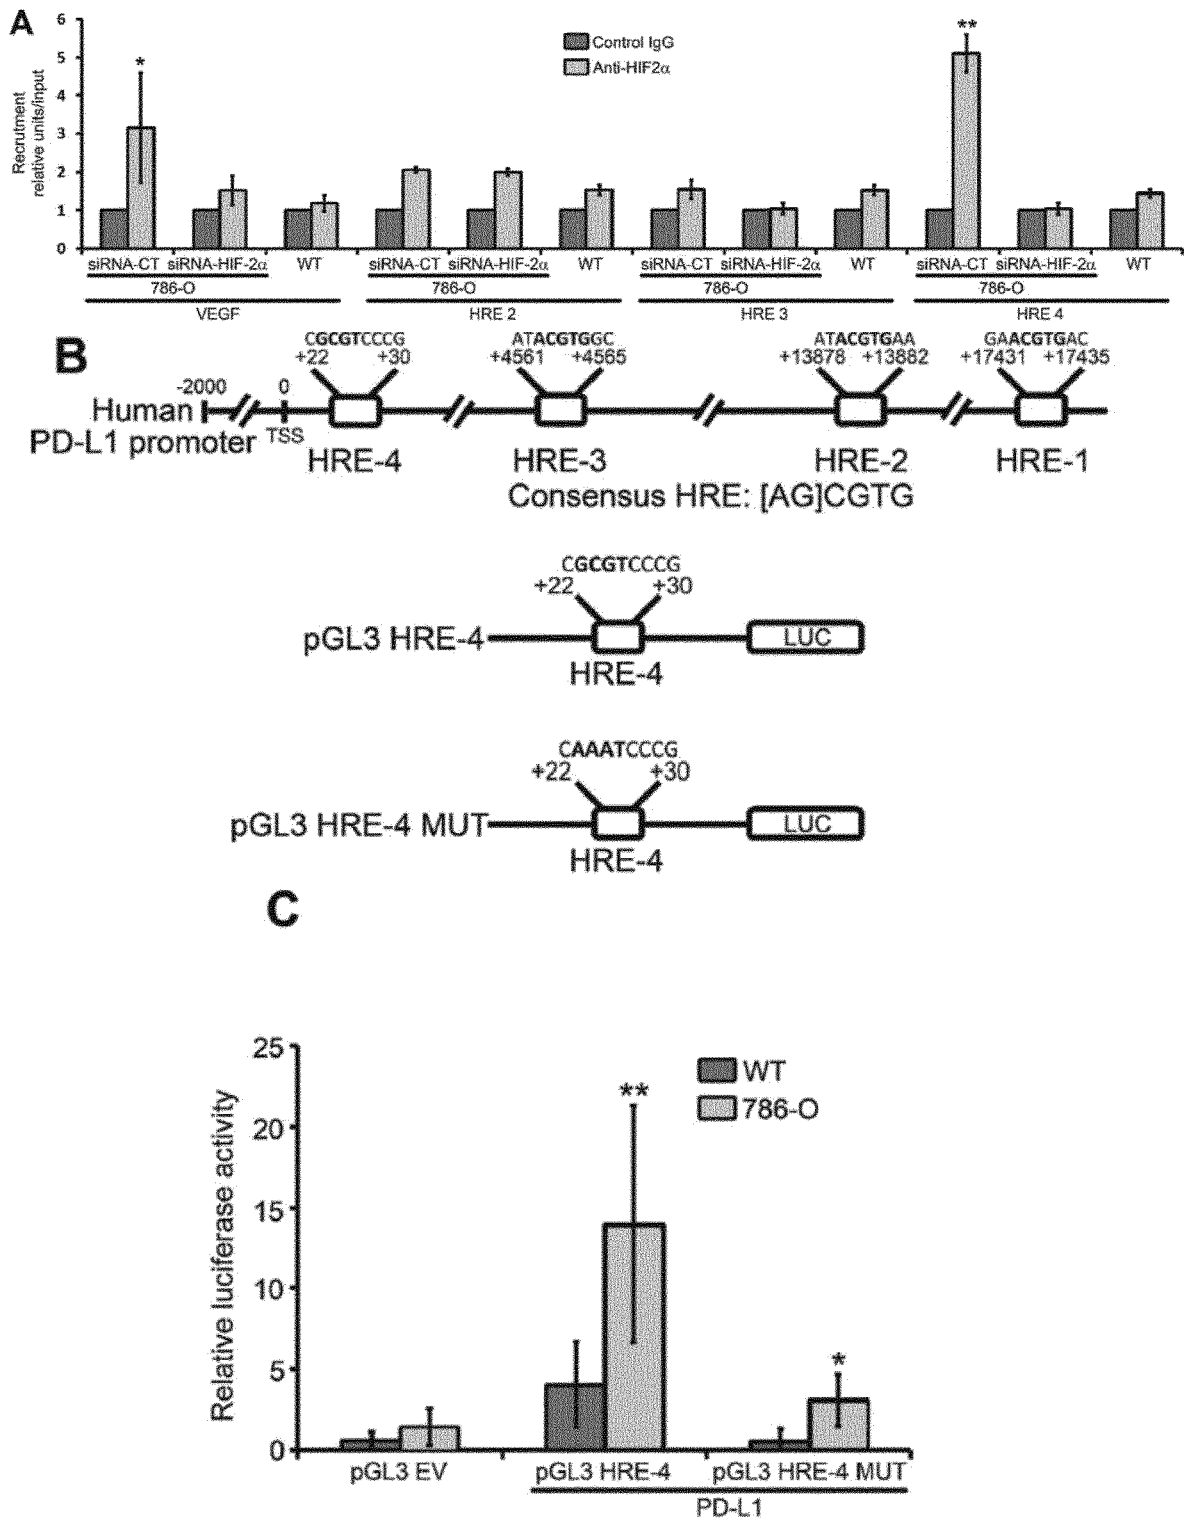 A
6
5
4
3
2
1
0
Recrutment
relative units/input
Control IgG
Anti-HIF2α
*
**
siRNA-CT siRNA-HIF-2α WT siRNA-CT siRNA-HIF-2α WT siRNA-CT siRNA-HIF-2α WT siRNA-CT siRNA-HIF-2α WT
786-O 786-O 786-O 786-O
VEGF HRE 2 HRE 3 HRE 4
B
CGCGTCCCG ATACGTGGC ATACGTGAA GAACGTGAC
+22 +30 +4561 +4565 +13878 +13882 +17431 +17435
-2000 0
Human
PD-L1 promoter TSS
HRE-4 HRE-3 HRE-2 HRE-1
Consensus HRE: [AG]CGTG
CGCGTCCCG
+22 +30
pGL3 HRE-4 LUC
HRE-4
CAAATCCCG
+22 +30
pGL3 HRE-4 MUT LUC
HRE-4
C
25
20
15
10
5
0
Relative luciferase activity
WT
786-O
**
*
pGL3 EV pGL3 HRE-4 pGL3 HRE-4 MUT
PD-L1